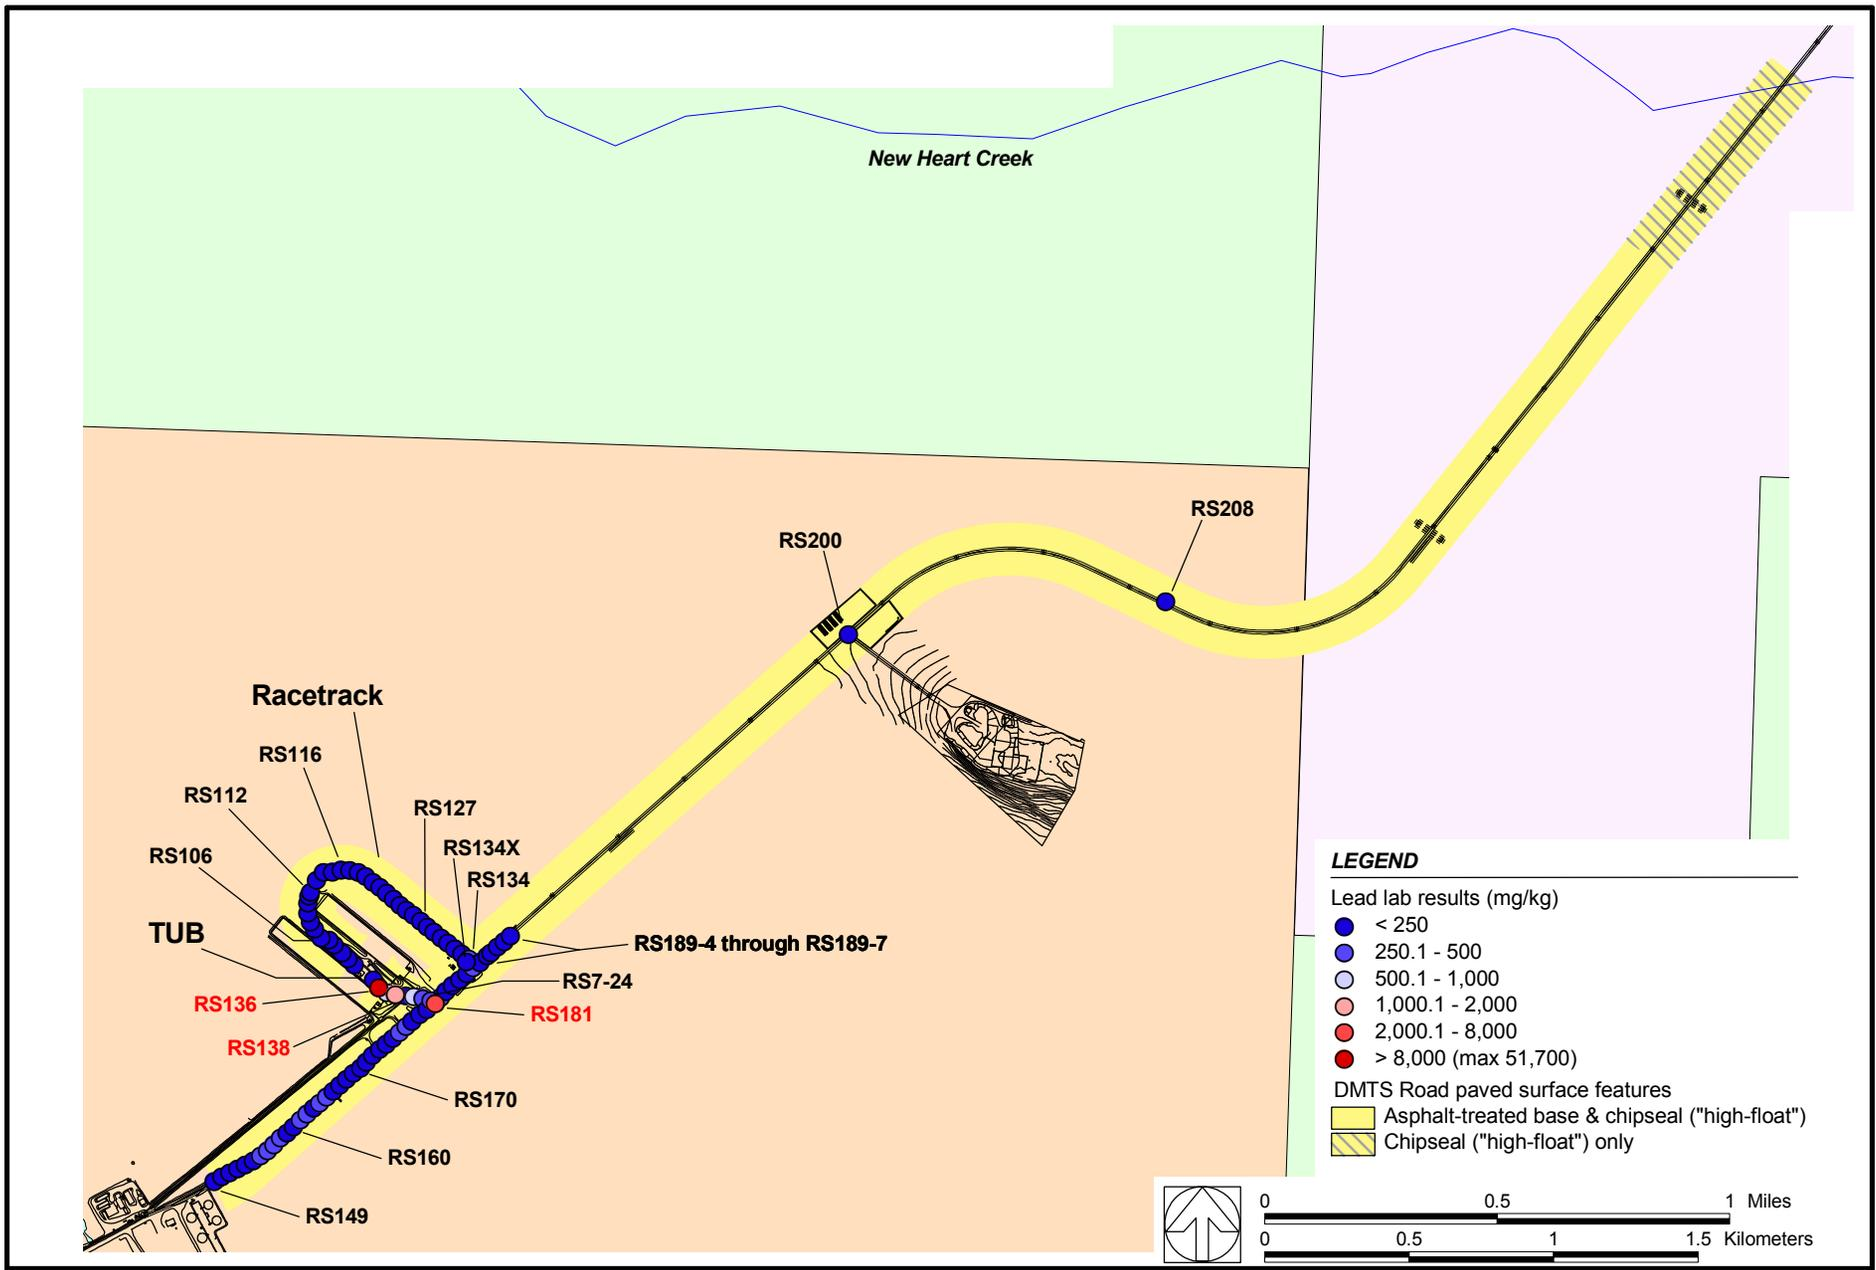 New Heart Creek
RS208
RS200
Racetrack
RS116
RS112
RS127
RS134X
RS106
RS134
TUB
RS189-4 through RS189-7
RS7-24
RS136
RS181
RS138
RS170
RS160
RS149
LEGEND
Lead lab results (mg/kg)
< 250
250.1 - 500
500.1 - 1,000
1,000.1 - 2,000
2,000.1 - 8,000
> 8,000 (max 51,700)
DMTS Road paved surface features
Asphalt-treated base & chipseal ("high-float")
Chipseal ("high-float") only
0 0.5 1 Miles
0 0.5 1 1.5 Kilometers